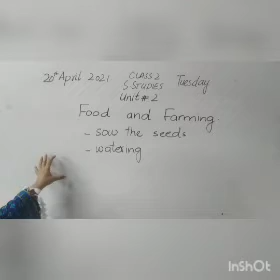 20th April 2021 CLASS 2 Tuesday
S.STUDIES
Unit # 2
Food and Farming.
- sow the seeds
- watering
InShOt